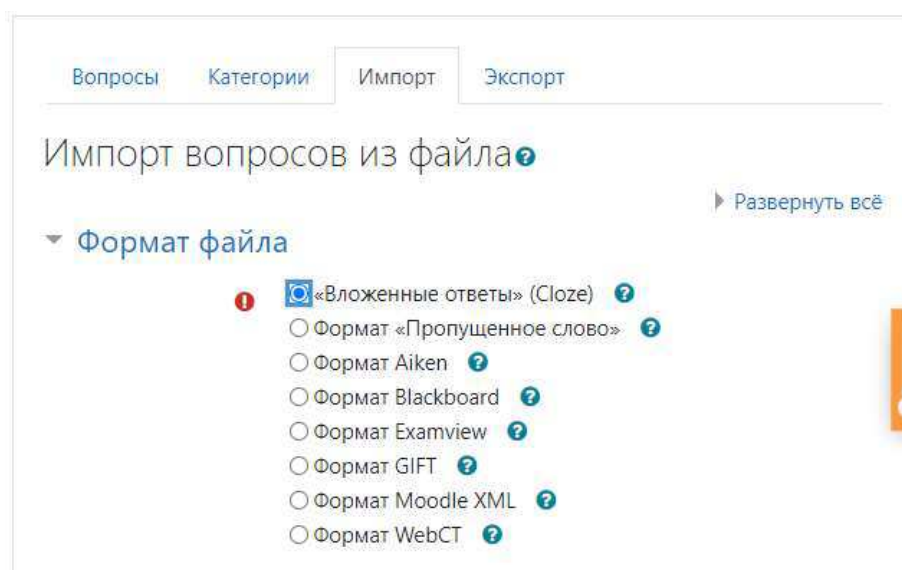 Вопросы Категории Импорт Экспорт
Импорт вопросов из файла
Развернуть всё
Формат файла
«Вложенные ответы» (Cloze)
Формат «Пропущенное слово»
Формат Aiken
Формат Blackboard
Формат Examview
Формат GIFT
Формат Moodle XML
Формат WebCT